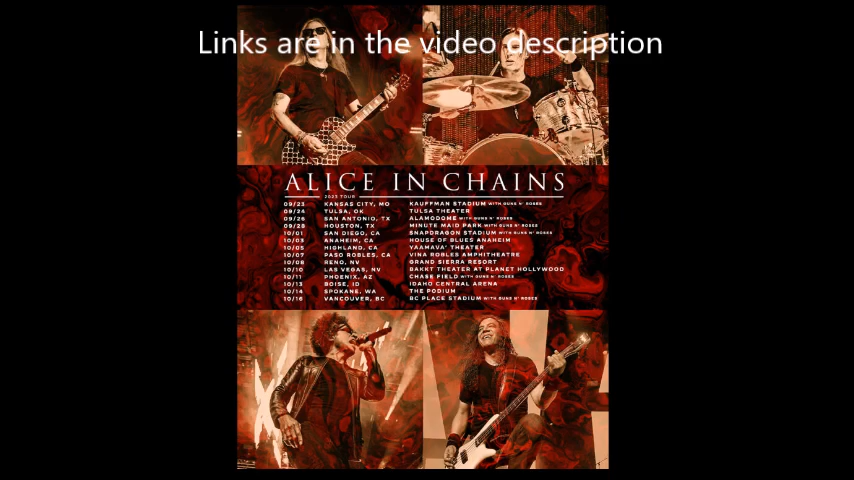 Links are in the video description
ALICE IN CHAINS
2023 TOUR
09/23 KANSAS CITY, MO KAUFFMAN STADIUM WITH GUNS N' ROSES
09/24 TULSA, OK TULSA THEATER
09/26 SAN ANTONIO, TX ALAMODOME WITH GUNS N' ROSES
09/28 HOUSTON, TX MINUTE MAID PARK WITH GUNS N' ROSES
10/01 SAN DIEGO, CA SNAPDRAGON STADIUM WITH GUNS N' ROSES
10/03 ANAHEIM, CA HOUSE OF BLUES ANAHEIM
10/05 HIGHLAND, CA YAAMAVA' THEATER
10/07 PASO ROBLES, CA VINA ROBLES AMPHITHEATRE
10/08 RENO, NV GRAND SIERRA RESORT
10/10 LAS VEGAS, NV BAKKT THEATER AT PLANET HOLLYWOOD
10/11 PHOENIX, AZ CHASE FIELD WITH GUNS N' ROSES
10/13 BOISE, ID IDAHO CENTRAL ARENA
10/14 SPOKANE, WA THE PODIUM
10/16 VANCOUVER, BC BC PLACE STADIUM WITH GUNS N' ROSES